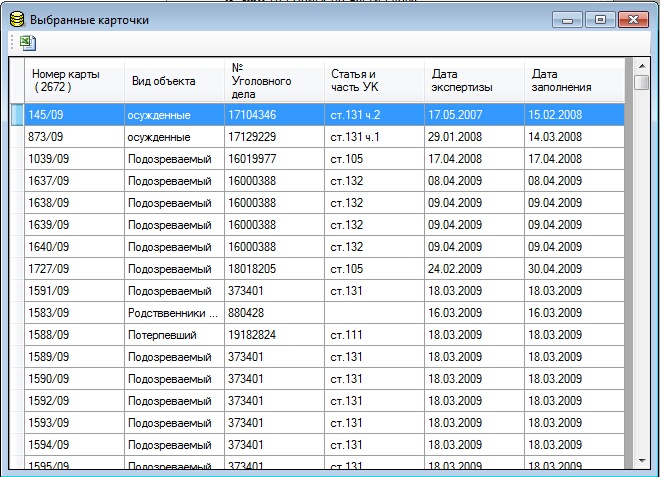 Выбранные карточки
Номер карты ( 2672 ) Вид объекта № Уголовного дела Статья и часть УК Дата экспертизы Дата заполнения
145/09 осужденные 17104346 ст.131 ч.2 17.05.2007 15.02.2008
873/09 осужденные 17129229 ст.131 ч.1 29.01.2008 14.03.2008
1039/09 Подозреваемый 16019977 ст.105 17.04.2008 17.04.2008
1637/09 Подозреваемый 16000388 ст.132 08.04.2009 09.04.2009
1638/09 Подозреваемый 16000388 ст.132 09.04.2009 09.04.2009
1639/09 Подозреваемый 16000388 ст.132 09.04.2009 09.04.2009
1640/09 Подозреваемый 16000388 ст.132 09.04.2009 09.04.2009
1727/09 Подозреваемый 18018205 ст.105 24.02.2009 30.04.2009
1591/09 Подозреваемый 373401 ст.131 18.03.2009 18.03.2009
1583/09 Родственники ... 880428 16.03.2009 16.03.2009
1588/09 Потерпевший 19182824 ст.111 18.03.2009 18.03.2009
1589/09 Подозреваемый 373401 ст.131 18.03.2009 18.03.2009
1590/09 Подозреваемый 373401 ст.131 18.03.2009 18.03.2009
1592/09 Подозреваемый 373401 ст.131 18.03.2009 18.03.2009
1593/09 Подозреваемый 373401 ст.131 18.03.2009 18.03.2009
1594/09 Подозреваемый 373401 ст.131 18.03.2009 18.03.2009
1595/09 Подозреваемый 373401 ст.131 18.03.2009 18.03.2009